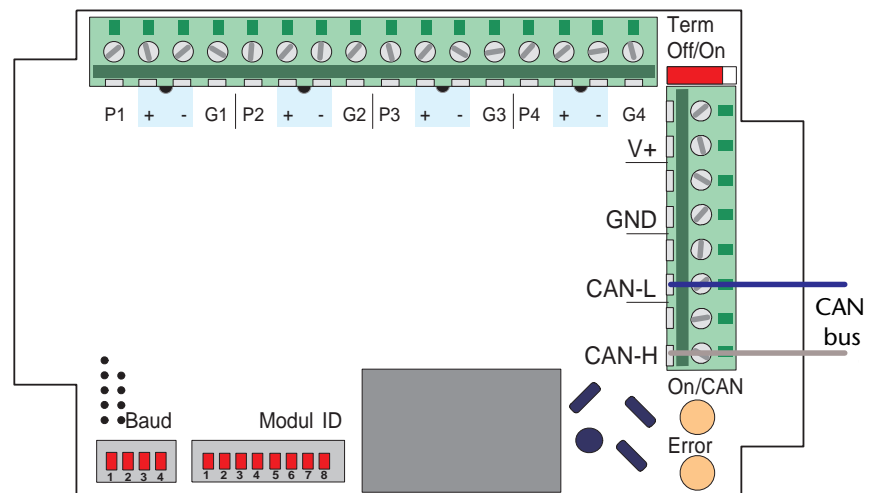 Term
Off/On
P1 + - G1 | P2 + - G2 | P3 + - G3 | P4 + - G4
V+
GND
CAN-L
CAN
bus
CAN-H
On/CAN
Baud
Modul ID
Error
1 2 3 4
1 2 3 4 5 6 7 8